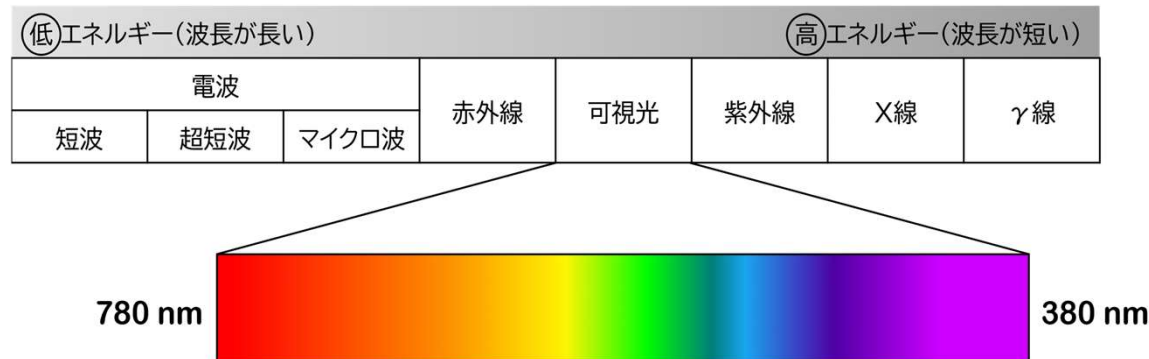 低エネルギー(波長が長い) 高エネルギー(波長が短い)
電波
赤外線 可視光 紫外線 X線 γ線
短波 超短波 マイクロ波
780 nm 380 nm